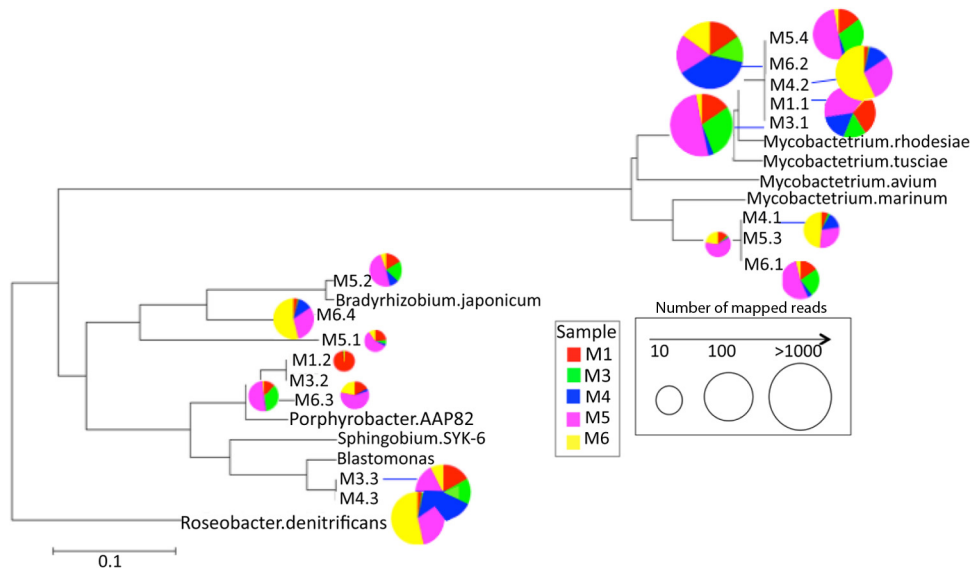 M5.4
M6.2
M4.2
M1.1
M3.1
Mycobactetrium.rhodesiae
Mycobactetrium.tusciae
Mycobactetrium.avium
Mycobactetrium.marinum
M4.1
M5.3
M6.1
M5.2
Bradyrhizobium.japonicum
M6.4
M5.1
M1.2
M3.2
M6.3
Porphyrobacter.AAP82
Sphingobium.SYK-6
Blastomonas
M3.3
M4.3
Roseobacter.denitrificans
0.1
Sample
M1
M3
M4
M5
M6
Number of mapped reads
10 100 >1000